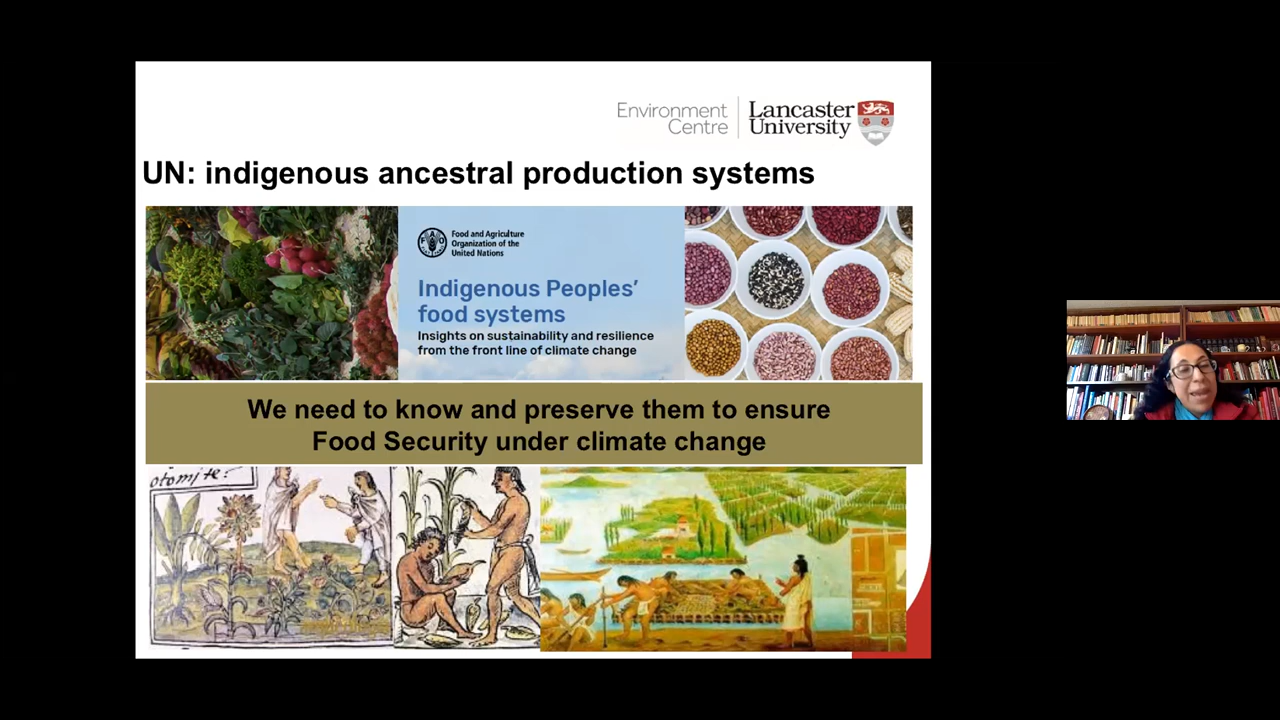 Environment
Centre
Lancaster
University
UN: indigenous ancestral production systems
FAO
Food and Agriculture
Organization of the
United Nations
Indigenous Peoples’
food systems
Insights on sustainability and resilience
from the front line of climate change
We need to know and preserve them to ensure
Food Security under climate change
otomite.